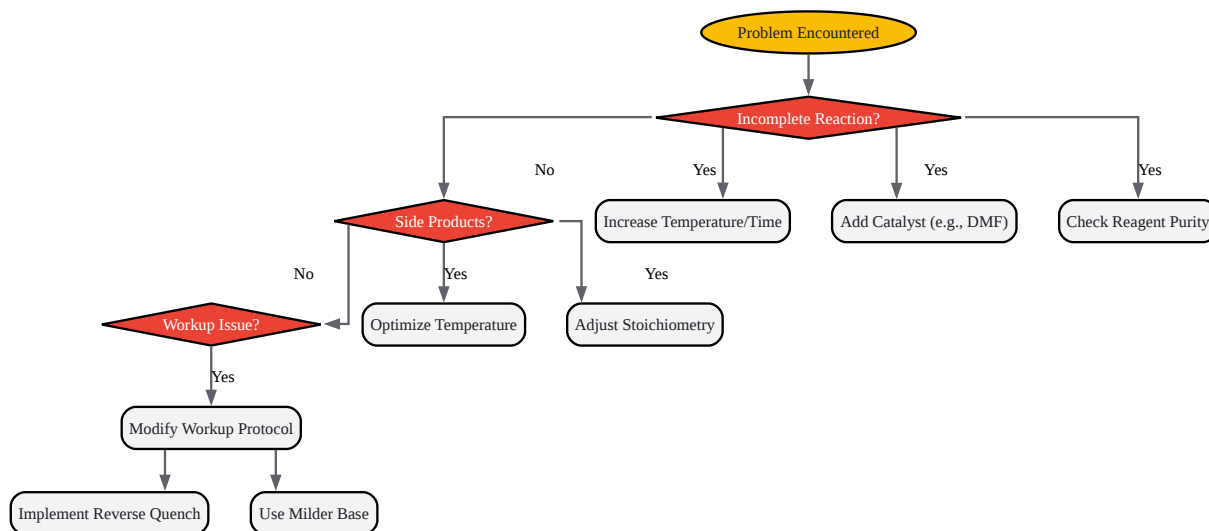 Problem Encountered
Incomplete Reaction?
No
Yes
Yes
Yes
Side Products?
Increase Temperature/Time
Add Catalyst (e.g., DMF)
Check Reagent Purity
No
Yes
Yes
Workup Issue?
Optimize Temperature
Adjust Stoichiometry
Yes
Modify Workup Protocol
Implement Reverse Quench
Use Milder Base